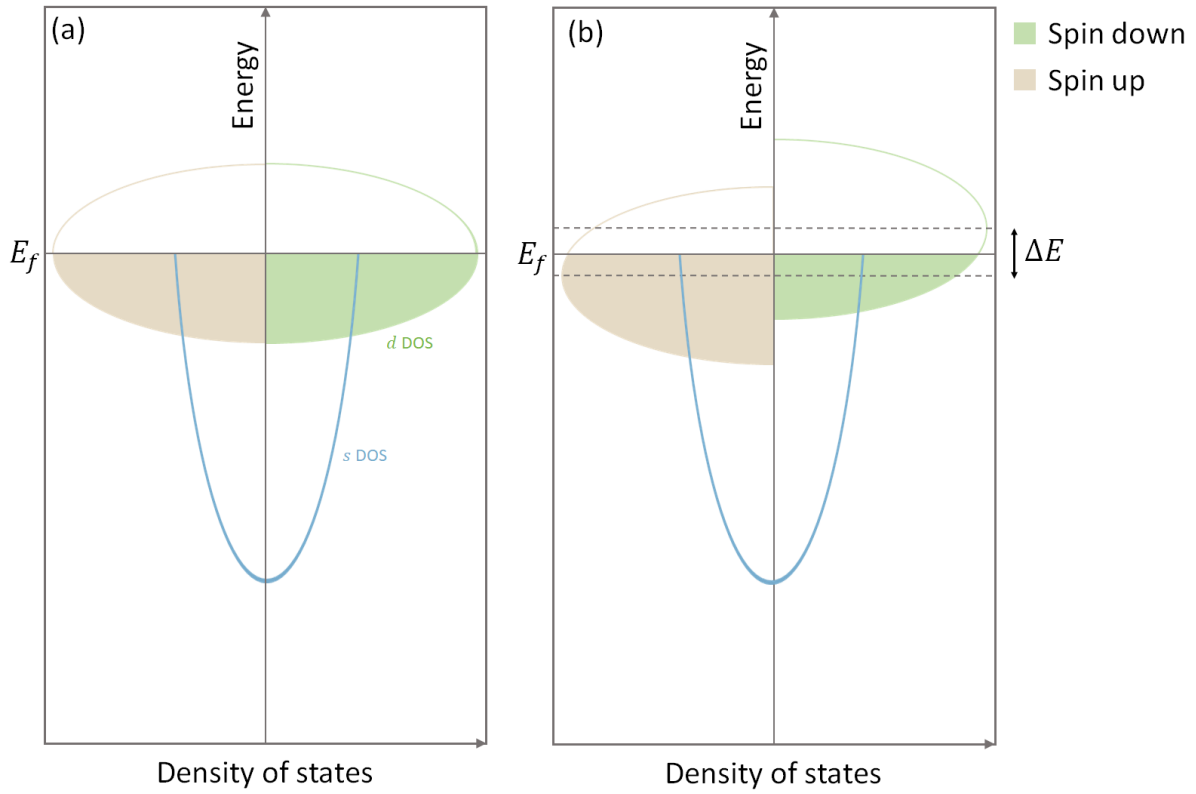 (a)
Energy
E_f
d DOS
s DOS
Density of states
(b)
Energy
E_f
ΔE
Density of states
Spin down
Spin up